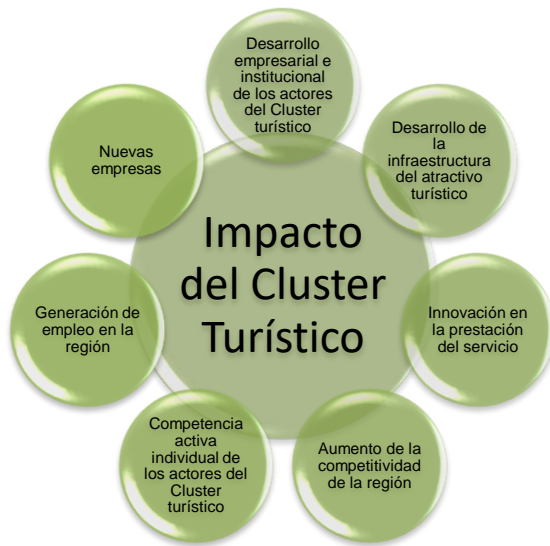 Desarrollo
empresarial e
institucional
de los actores
del Cluster
turístico
Desarrollo de
la
infraestructura
del atractivo
turístico
Innovación en
la prestación
del servicio
Aumento de la
competitividad
de la región
Competencia
activa
individual de
los actores del
Cluster
turístico
Generación de
empleo en la
región
Nuevas
empresas
Impacto
del Cluster
Turístico